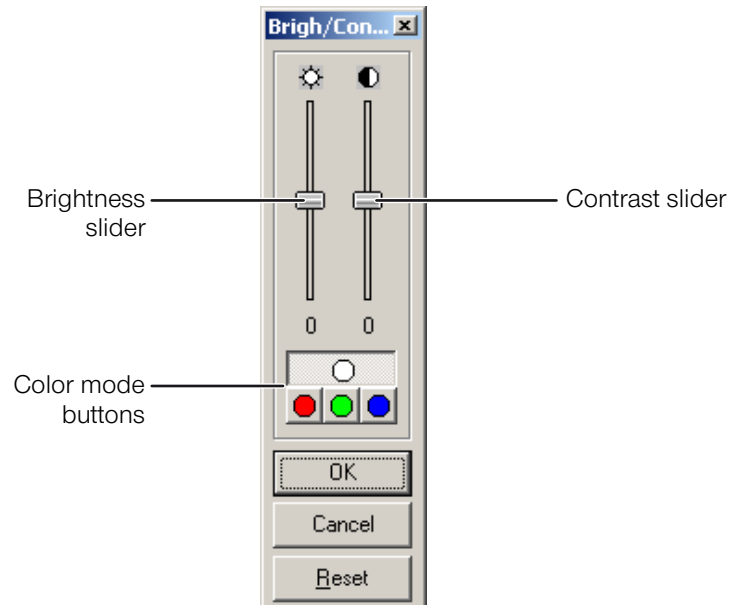 Brigh/Con...
Brightness
slider
Contrast slider
0 0
Color mode
buttons
OK
Cancel
Reset